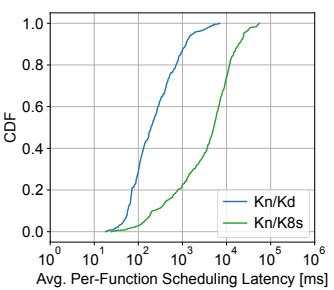 1.0
0.8
0.6
0.4
0.2
0.0
CDF
Kn/Kd
Kn/K8s
10^0 10^1 10^2 10^3 10^4 10^5 10^6
Avg. Per-Function Scheduling Latency [ms]